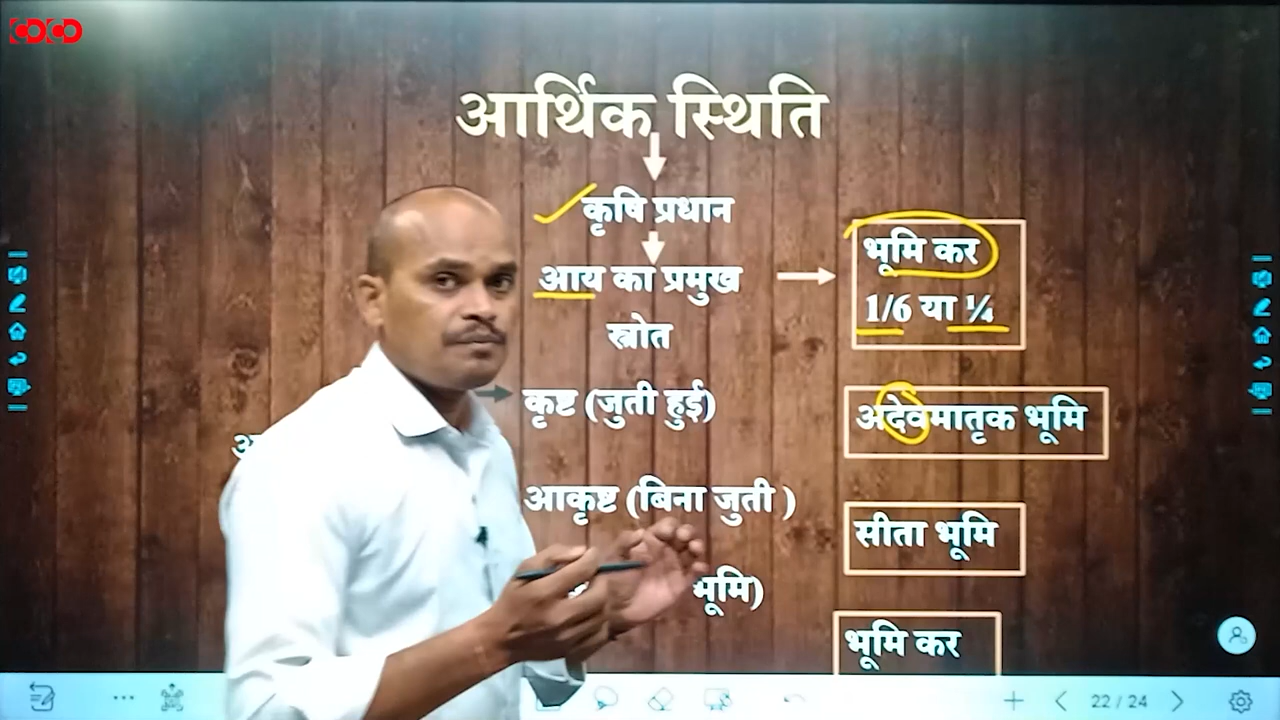 आर्थिक स्थिति
कृषि प्रधान
आय का प्रमुख
स्त्रोत
भूमि कर
1/6 या ¼
कृष्ट (जुती हुई)
अदेवमातृक भूमि
आकृष्ट (बिना जुती )
सीता भूमि
भूमि)
भूमि कर
22 / 24